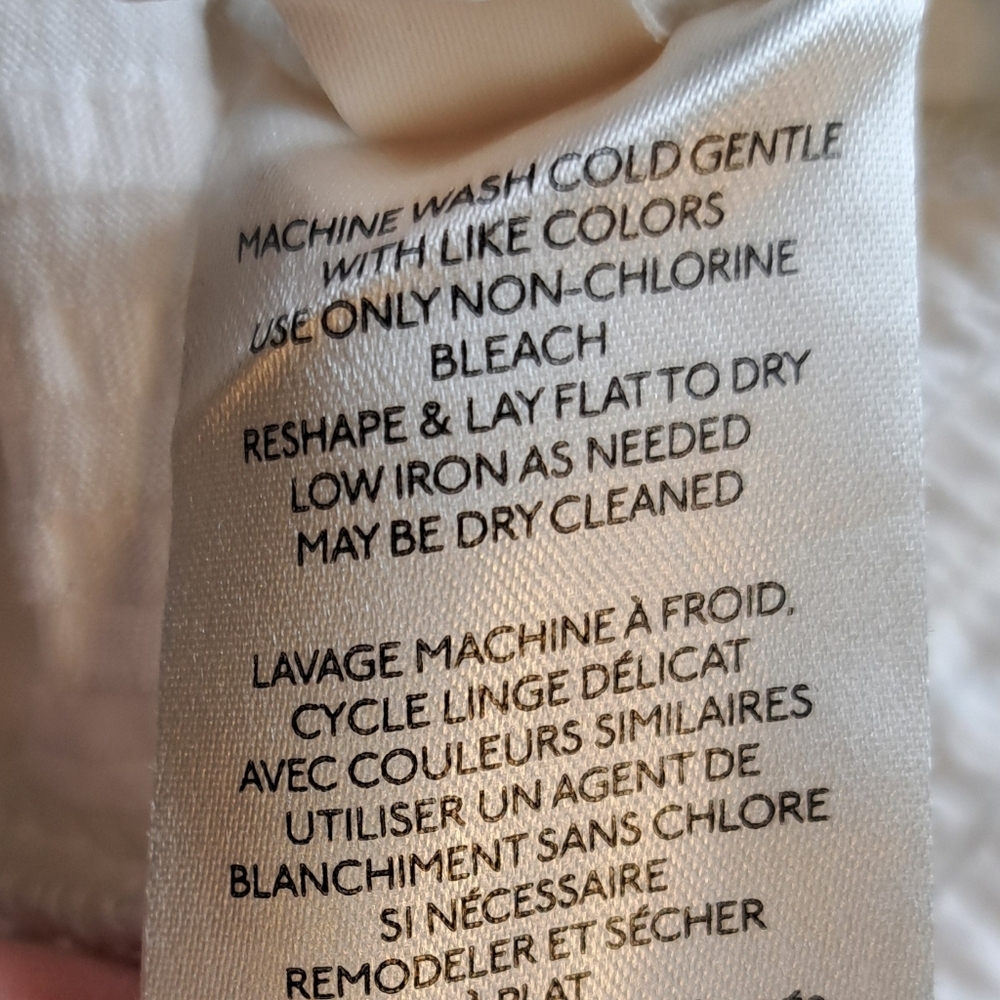 MACHINE WASH COLD GENTLE
WITH LIKE COLORS
USE ONLY NON-CHLORINE
BLEACH
RESHAPE & LAY FLAT TO DRY
LOW IRON AS NEEDED
MAY BE DRY CLEANED
LAVAGE MACHINE À FROID,
CYCLE LINGE DÉLICAT
AVEC COULEURS SIMILAIRES
UTILISER UN AGENT DE
BLANCHIMENT SANS CHLORE
SI NÉCESSAIRE
REMODELER ET SÉCHER
À PLAT